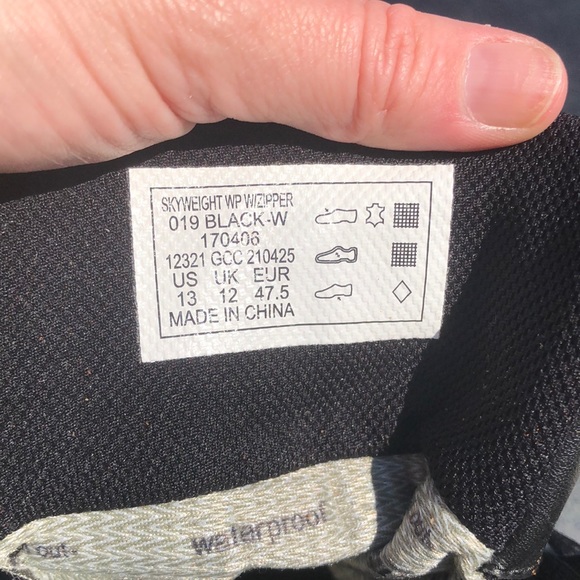 SKYWEIGHT WP W/ZIPPER
019 BLACK-W
170406
12321 GCC 210425
US UK EUR
13 12 47.5
MADE IN CHINA
out· waterproof